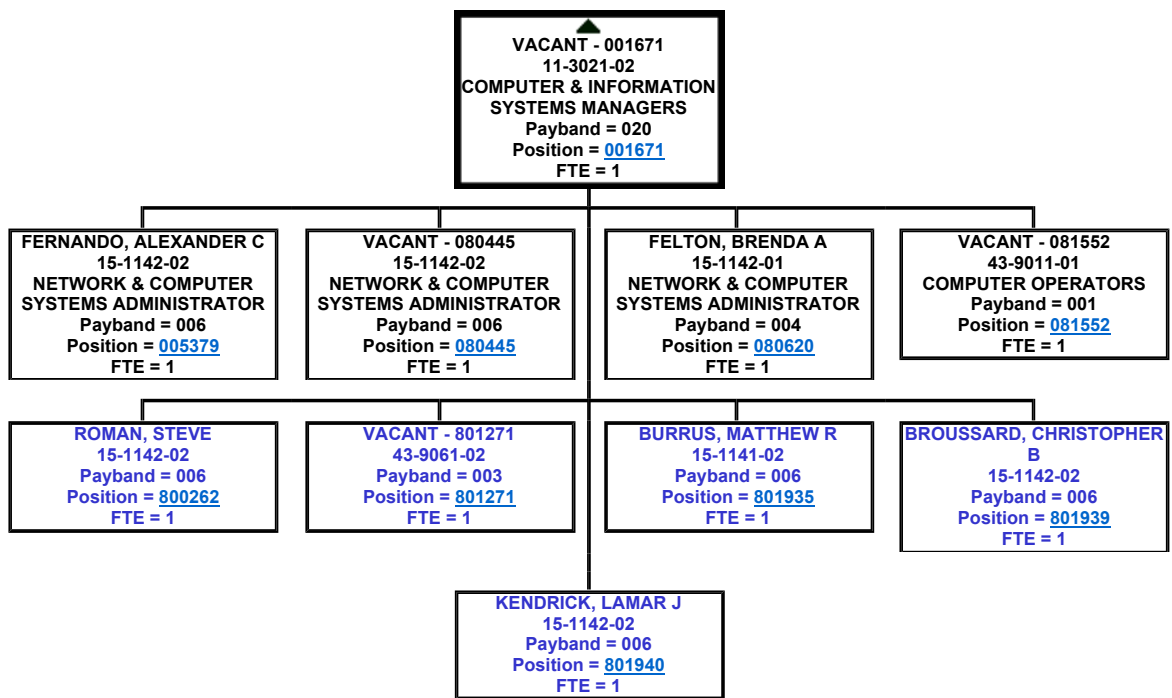 VACANT - 001671
11-3021-02
COMPUTER & INFORMATION
SYSTEMS MANAGERS
Payband = 020
Position = 001671
FTE = 1
FERNANDO, ALEXANDER C
15-1142-02
NETWORK & COMPUTER
SYSTEMS ADMINISTRATOR
Payband = 006
Position = 005379
FTE = 1
VACANT - 080445
15-1142-02
NETWORK & COMPUTER
SYSTEMS ADMINISTRATOR
Payband = 006
Position = 080445
FTE = 1
FELTON, BRENDA A
15-1142-01
NETWORK & COMPUTER
SYSTEMS ADMINISTRATOR
Payband = 004
Position = 080620
FTE = 1
VACANT - 081552
43-9011-01
COMPUTER OPERATORS
Payband = 001
Position = 081552
FTE = 1
ROMAN, STEVE
15-1142-02
Payband = 006
Position = 800262
FTE = 1
VACANT - 801271
43-9061-02
Payband = 003
Position = 801271
FTE = 1
BURRUS, MATTHEW R
15-1141-02
Payband = 006
Position = 801935
FTE = 1
BROUSSARD, CHRISTOPHER
B
15-1142-02
Payband = 006
Position = 801939
FTE = 1
KENDRICK, LAMAR J
15-1142-02
Payband = 006
Position = 801940
FTE = 1